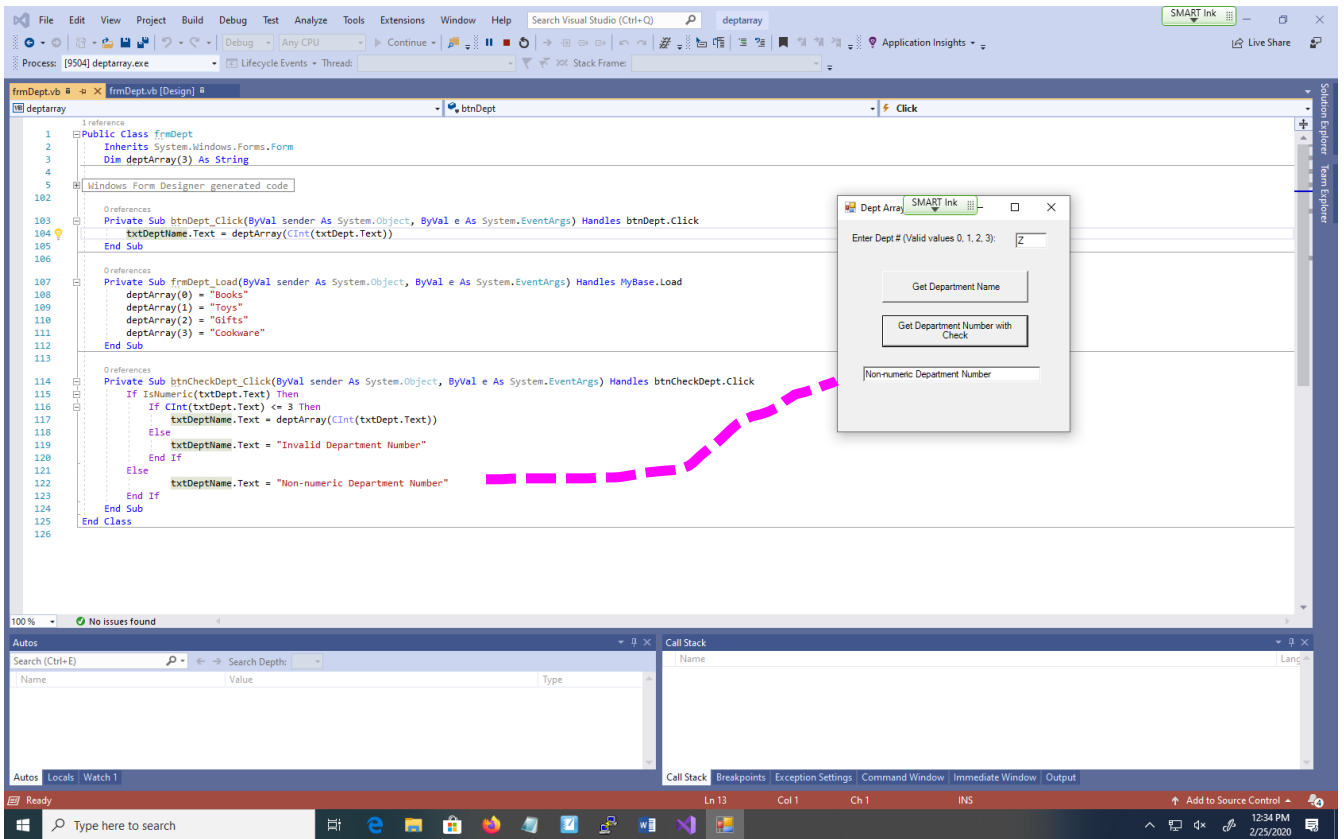 File Edit View Project Build Debug Test Analyze Tools Extensions Window Help Search Visual Studio (Ctrl+Q) deptarray
SMART Ink
Debug Any CPU Continue Application Insights Live Share
Process: [9504] deptarray.exe Lifecycle Events Thread: Stack Frame:
frmDept.vb frmDept.vb [Design]
deptarray btnDept Click
Solution Explorer
Team Explorer
1 reference
1 Public Class frmDept
2 Inherits System.Windows.Forms.Form
3 Dim deptArray(3) As String
4
5 Windows Form Designer generated code
102
0 references
103 Private Sub btnDept_Click(ByVal sender As System.Object, ByVal e As System.EventArgs) Handles btnDept.Click
104 txtDeptName.Text = deptArray(CInt(txtDept.Text))
105 End Sub
106
0 references
107 Private Sub frmDept_Load(ByVal sender As System.Object, ByVal e As System.EventArgs) Handles MyBase.Load
108 deptArray(0) = "Books"
109 deptArray(1) = "Toys"
110 deptArray(2) = "Gifts"
111 deptArray(3) = "Cookware"
112 End Sub
113
0 references
114 Private Sub btnCheckDept_Click(ByVal sender As System.Object, ByVal e As System.EventArgs) Handles btnCheckDept.Click
115 If IsNumeric(txtDept.Text) Then
116 If CInt(txtDept.Text) <= 3 Then
117 txtDeptName.Text = deptArray(CInt(txtDept.Text))
118 Else
119 txtDeptName.Text = "Invalid Department Number"
120 End If
121 Else
122 txtDeptName.Text = "Non-numeric Department Number"
123 End If
124 End Sub
125 End Class
126
Dept Array SMART Ink
Enter Dept # (Valid values 0, 1, 2, 3): Z
Get Department Name
Get Department Number with
Check
Non-numeric Department Number
100 % No issues found
Autos
Search (Ctrl+E) Search Depth:
Name Value Type
Call Stack
Name Lang
Autos Locals Watch 1
Call Stack Breakpoints Exception Settings Command Window Immediate Window Output
Ready Ln 13 Col 1 Ch 1 INS Add to Source Control 4
Type here to search
12:34 PM
2/25/2020